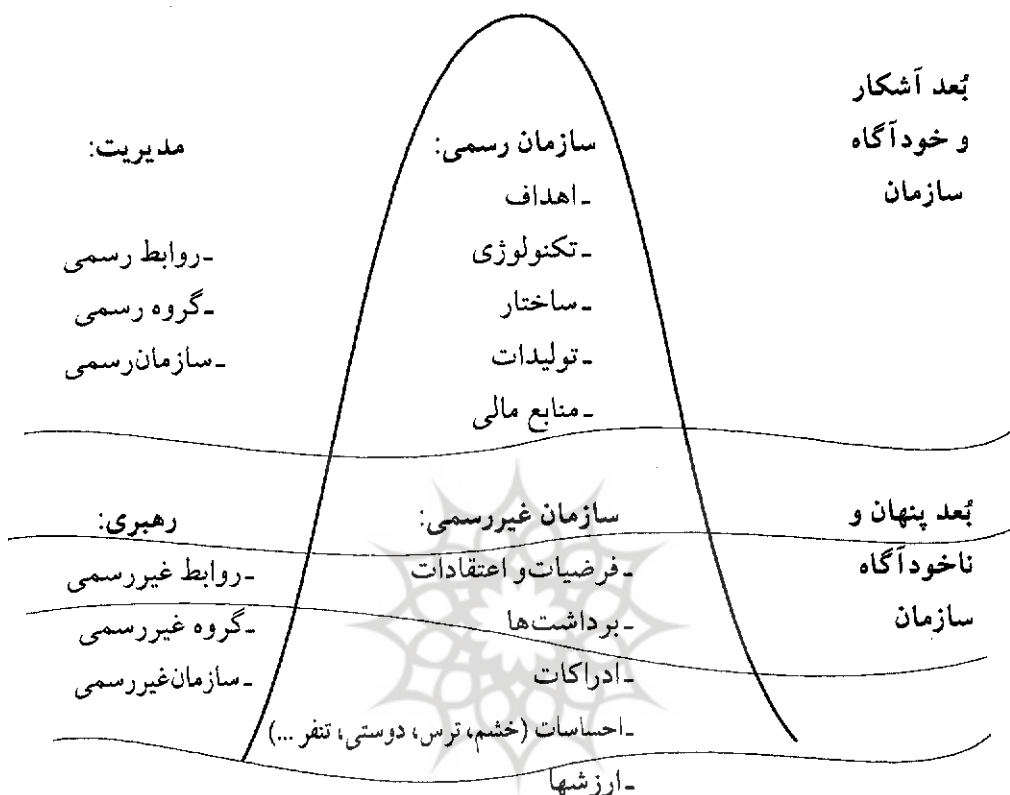 بُعد آشکار
و خودآگاه
سازمان
سازمان رسمی:
ـ اهداف
ـ تکنولوژی
ـ ساختار
ـ تولیدات
ـ منابع مالی
مدیریت:
ـ روابط رسمی
ـ گروه رسمی
ـ سازمان‌رسمی
بُعد پنهان و
ناخودآگاه
سازمان
سازمان غیررسمی:
ـ فرضیات و اعتقادات
ـ برداشت‌ها
ـ ادراکات
ـ احساسات (خشم، ترس، دوستی، تنفر ...)
ـ ارزشها
رهبری:
ـ روابط غیررسمی
ـ گروه غیررسمی
ـ سازمان‌غیررسمی